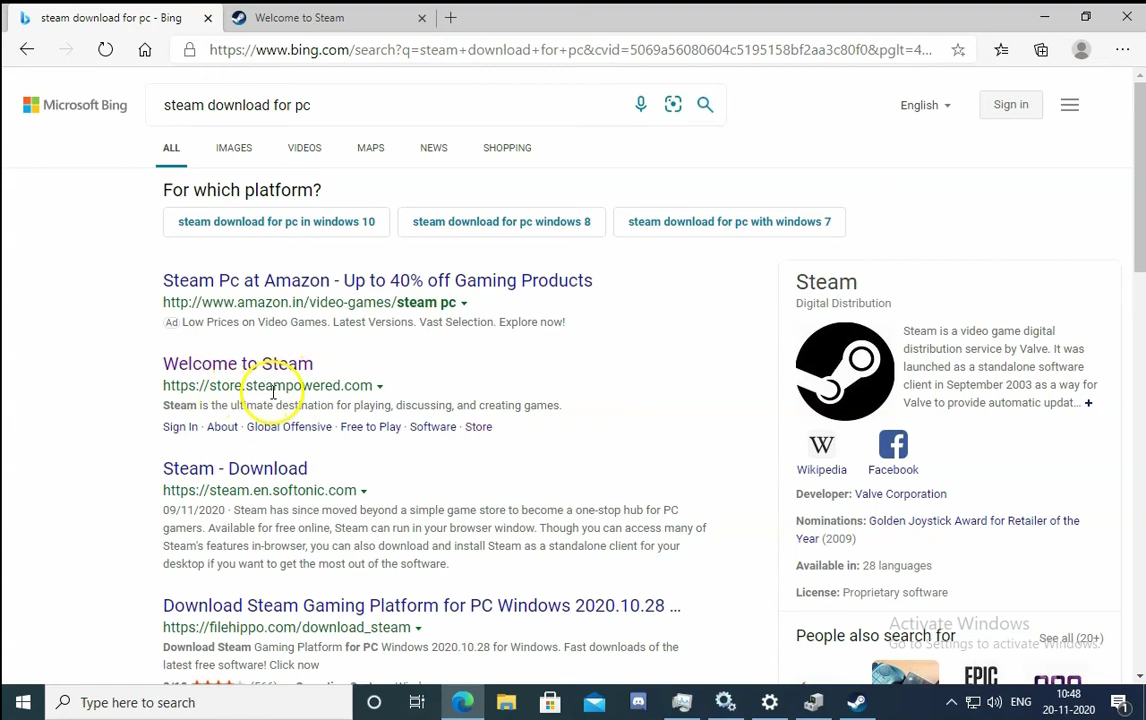 steam download for pc - Bing
Welcome to Steam
https://www.bing.com/search?q=steam+download+for+pc&cvid=5069a56080604c5195158bf2aa3c80f0&pglt=4...
Microsoft Bing
steam download for pc
English
Sign in
ALL
IMAGES
VIDEOS
MAPS
NEWS
SHOPPING
For which platform?
steam download for pc in windows 10
steam download for pc windows 8
steam download for pc with windows 7
Steam Pc at Amazon - Up to 40% off Gaming Products
http://www.amazon.in/video-games/steam pc
Ad Low Prices on Video Games. Latest Versions. Vast Selection. Explore now!
Welcome to Steam
https://store.steampowered.com
Steam is the ultimate destination for playing, discussing, and creating games.
Sign In · About · Global Offensive · Free to Play · Software · Store
Steam - Download
https://steam.en.softonic.com
09/11/2020 · Steam has since moved beyond a simple game store to become a one-stop hub for PC
gamers. Available for free online, Steam can run in your browser window. Though you can access many of
Steam's features in-browser, you can also download and install Steam as a standalone client for your
desktop if you want to get the most out of the software.
Download Steam Gaming Platform for PC Windows 2020.10.28 ...
https://filehippo.com/download_steam
Download Steam Gaming Platform for PC Windows 2020.10.28 for Windows. Fast downloads of the
latest free software! Click now
Steam
Digital Distribution
Steam is a video game digital
distribution service by Valve. It was
launched as a standalone software
client in September 2003 as a way for
Valve to provide automatic updat... +
Wikipedia
Facebook
Developer: Valve Corporation
Nominations: Golden Joystick Award for Retailer of the
Year (2009)
Available in: 28 languages
License: Proprietary software
People also search for
See all (20+)
EPIC
Activate Windows
Go to Settings to activate Windows.
Type here to search
ENG
10:48
20-11-2020
1